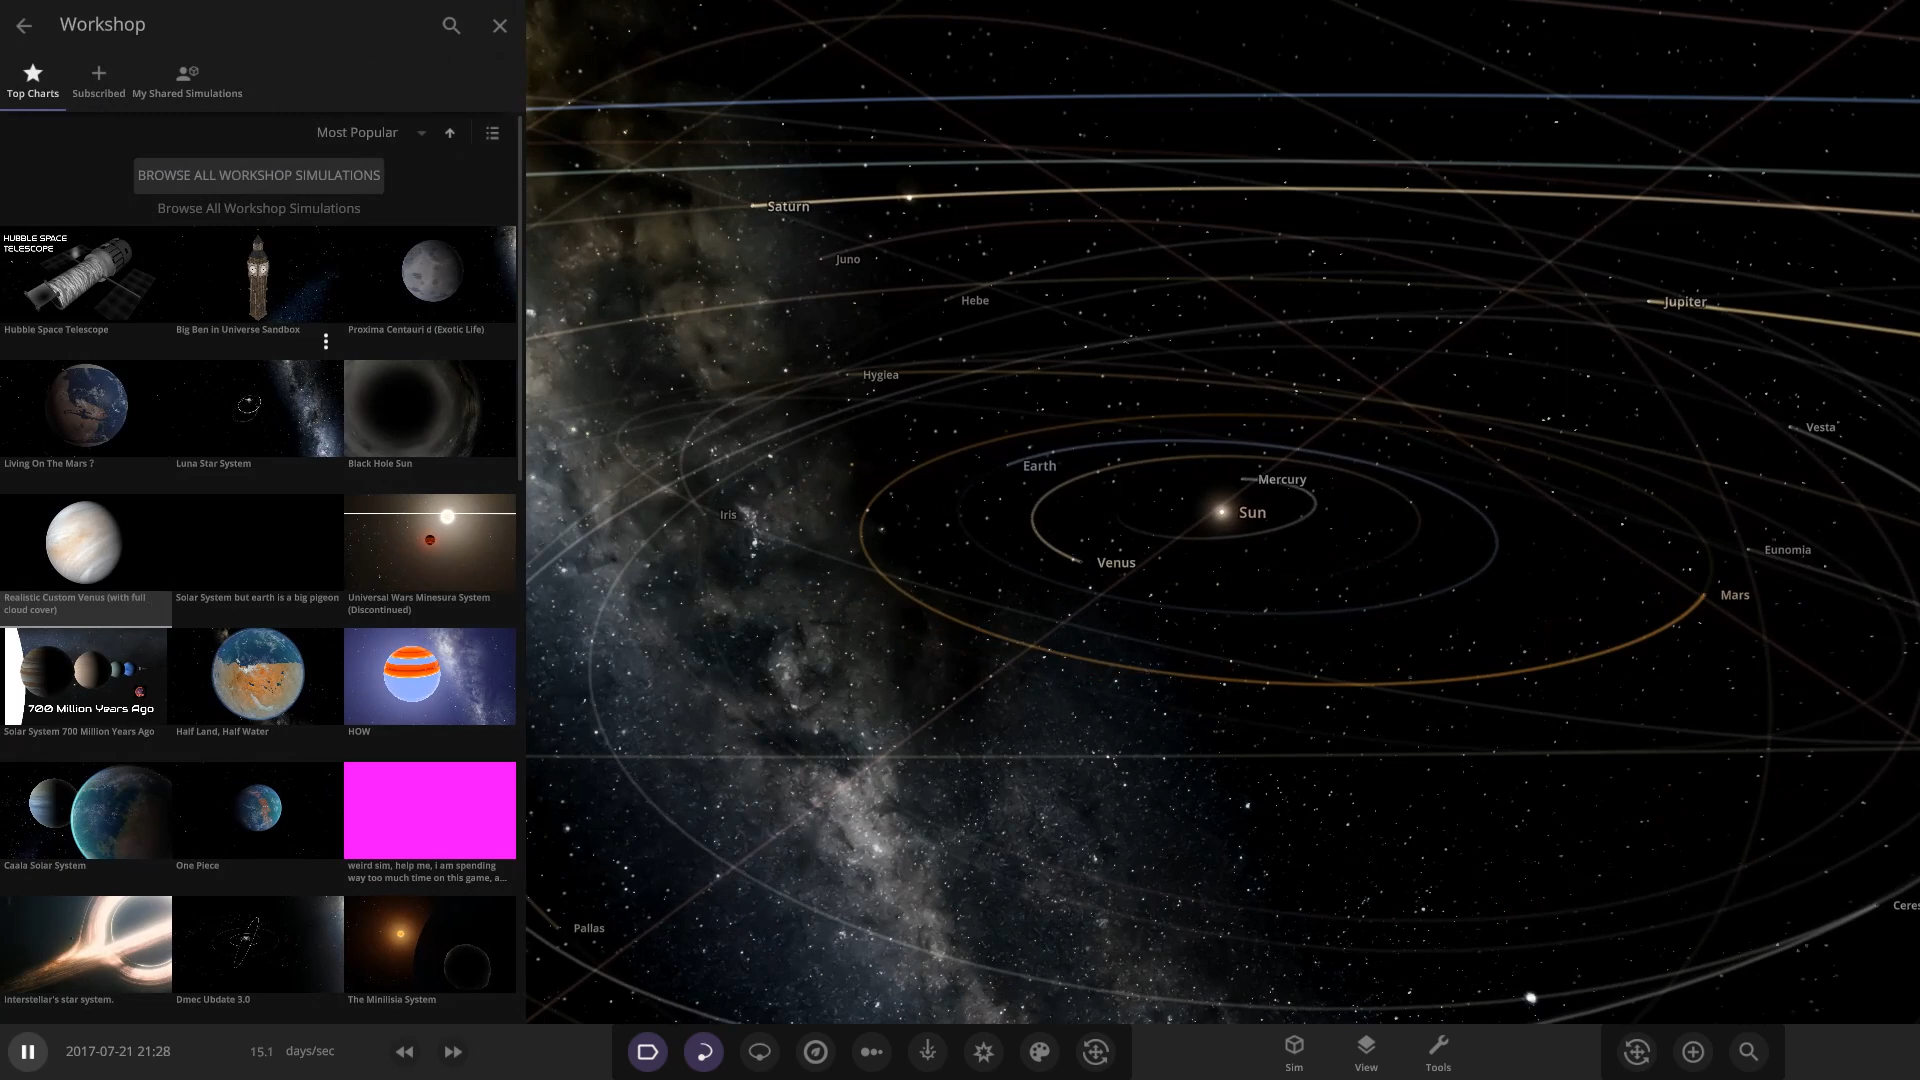 Workshop
Top Charts
Subscribed
My Shared Simulations
Most Popular
BROWSE ALL WORKSHOP SIMULATIONS
Browse All Workshop Simulations
HUBBLE SPACE
TELESCOPE
Hubble Space Telescope
Big Ben in Universe Sandbox
Proxima Centauri d (Exotic Life)
Living On The Mars ?
Luna Star System
Black Hole Sun
Realistic Custom Venus (with full
cloud cover)
Solar System but earth is a big pigeon
Universal Wars Minesura System
(Discontinued)
700 Million Years Ago
Solar System 700 Million Years Ago
Half Land, Half Water
HOW
Caala Solar System
One Piece
weird sim, help me, i am spending
way too much time on this game, a...
Interstellar's star system.
Dmec Ubdate 3.0
The Minilisia System
Saturn
Juno
Hebe
Jupiter
Hygiea
Vesta
Earth
Mercury
Sun
Iris
Venus
Eunomia
Mars
Pallas
Ceres
2017-07-21 21:28
15.1 days/sec
Sim
View
Tools